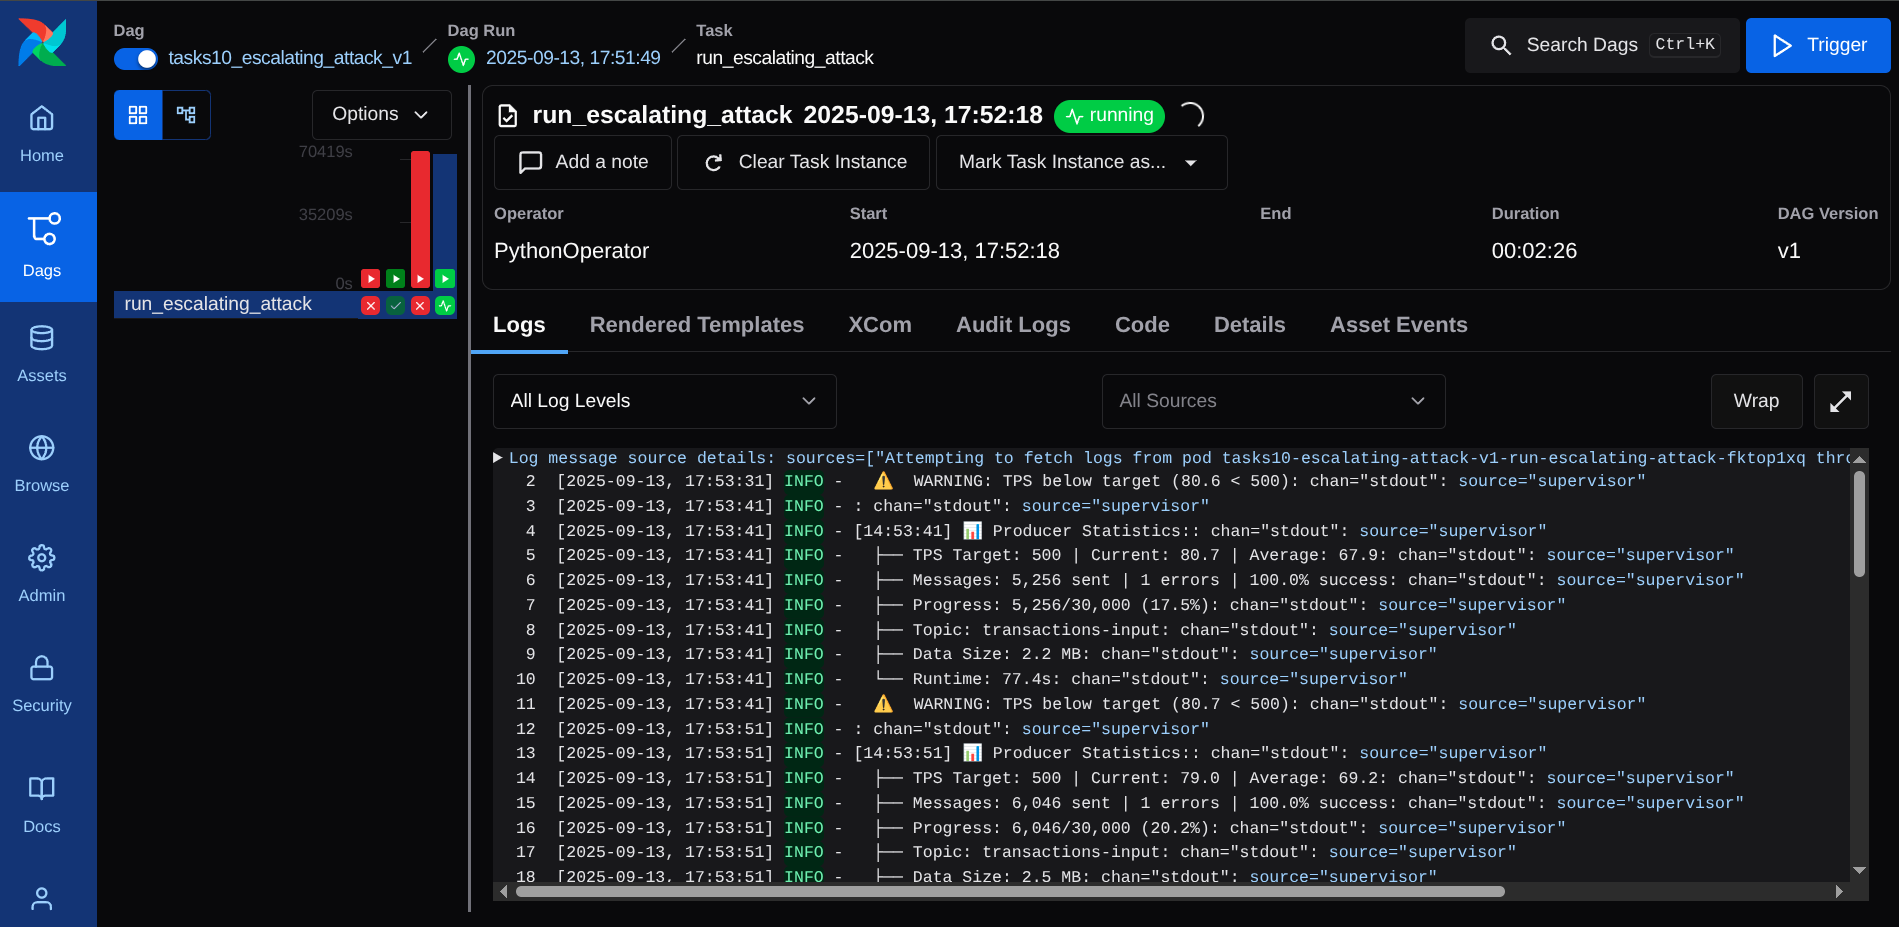 Dag
tasks10_escalating_attack_v1
Dag Run
2025-09-13, 17:51:49
Task
run_escalating_attack
Search Dags Ctrl+K
Trigger
Home
Dags
Assets
Browse
Admin
Security
Docs
Options
70419s
35209s
0s
run_escalating_attack
run_escalating_attack 2025-09-13, 17:52:18 running
Add a note
Clear Task Instance
Mark Task Instance as...
Operator Start End Duration DAG Version
PythonOperator 2025-09-13, 17:52:18 00:02:26 v1
Logs Rendered Templates XCom Audit Logs Code Details Asset Events
All Log Levels All Sources Wrap
Log message source details: sources=["Attempting to fetch logs from pod tasks10-escalating-attack-v1-run-escalating-attack-fktop1xq thro
2 [2025-09-13, 17:53:31] INFO - ⚠️ WARNING: TPS below target (80.6 < 500): chan="stdout": source="supervisor"
3 [2025-09-13, 17:53:41] INFO - : chan="stdout": source="supervisor"
4 [2025-09-13, 17:53:41] INFO - [14:53:41] 📊 Producer Statistics:: chan="stdout": source="supervisor"
5 [2025-09-13, 17:53:41] INFO - ├── TPS Target: 500 | Current: 80.7 | Average: 67.9: chan="stdout": source="supervisor"
6 [2025-09-13, 17:53:41] INFO - ├── Messages: 5,256 sent | 1 errors | 100.0% success: chan="stdout": source="supervisor"
7 [2025-09-13, 17:53:41] INFO - ├── Progress: 5,256/30,000 (17.5%): chan="stdout": source="supervisor"
8 [2025-09-13, 17:53:41] INFO - ├── Topic: transactions-input: chan="stdout": source="supervisor"
9 [2025-09-13, 17:53:41] INFO - ├── Data Size: 2.2 MB: chan="stdout": source="supervisor"
10 [2025-09-13, 17:53:41] INFO - └── Runtime: 77.4s: chan="stdout": source="supervisor"
11 [2025-09-13, 17:53:41] INFO - ⚠️ WARNING: TPS below target (80.7 < 500): chan="stdout": source="supervisor"
12 [2025-09-13, 17:53:51] INFO - : chan="stdout": source="supervisor"
13 [2025-09-13, 17:53:51] INFO - [14:53:51] 📊 Producer Statistics:: chan="stdout": source="supervisor"
14 [2025-09-13, 17:53:51] INFO - ├── TPS Target: 500 | Current: 79.0 | Average: 69.2: chan="stdout": source="supervisor"
15 [2025-09-13, 17:53:51] INFO - ├── Messages: 6,046 sent | 1 errors | 100.0% success: chan="stdout": source="supervisor"
16 [2025-09-13, 17:53:51] INFO - ├── Progress: 6,046/30,000 (20.2%): chan="stdout": source="supervisor"
17 [2025-09-13, 17:53:51] INFO - ├── Topic: transactions-input: chan="stdout": source="supervisor"
18 [2025-09-13, 17:53:51] INFO - ├── Data Size: 2.5 MB: chan="stdout": source="supervisor"